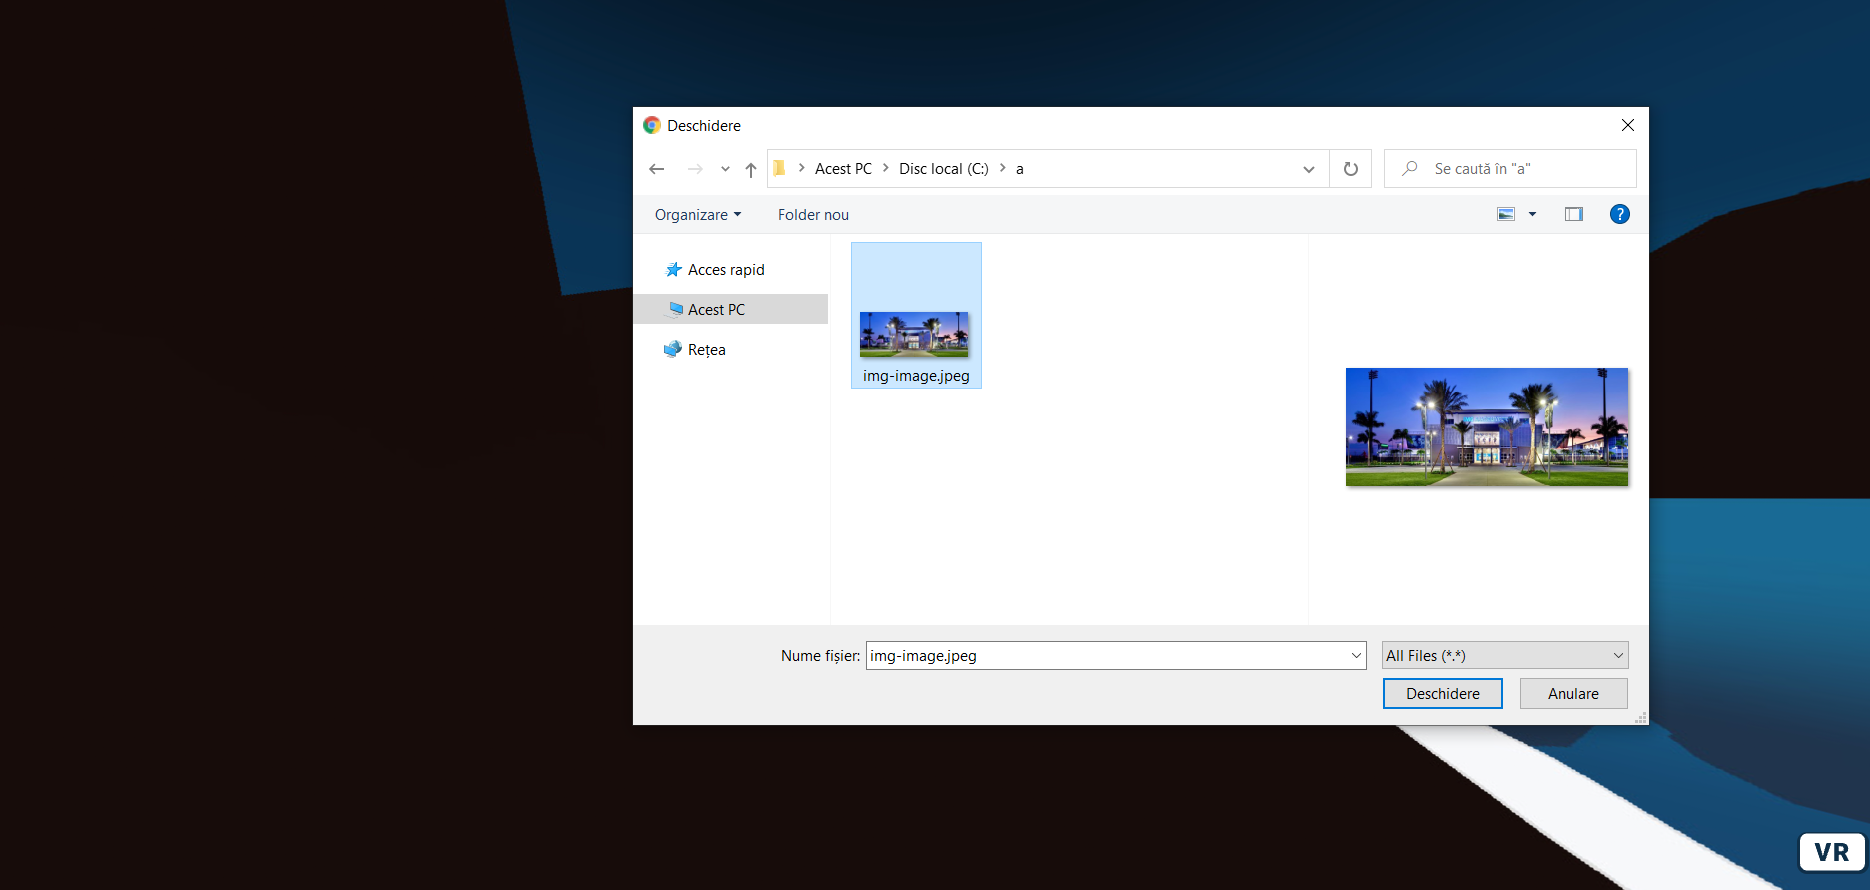 Deschidere
Acest PC
Disc local (C:)
a
Se caută în "a"
Organizare
Folder nou
?
Acces rapid
Acest PC
Rețea
img-image.jpeg
Nume fișier:
img-image.jpeg
All Files (*.*)
Deschidere
Anulare
VR